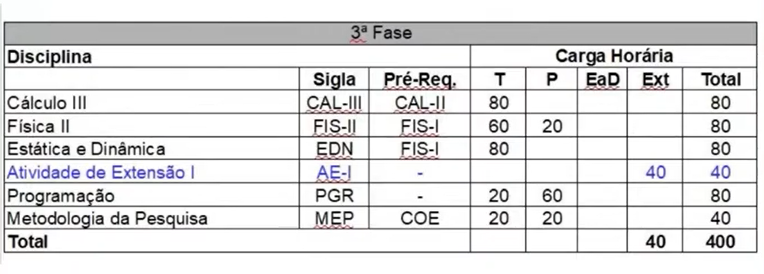 3ª Fase
Disciplina Carga Horária
Sigla Pré-Req. T P EaD Ext Total
Cálculo III CAL-III CAL-II 80 80
Física II FIS-II FIS-I 60 20 80
Estática e Dinâmica EDN FIS-I 80 80
Atividade de Extensão I AE-I - 40 40
Programação PGR - 20 60 80
Metodologia da Pesquisa MEP COE 20 20 40
Total 40 400